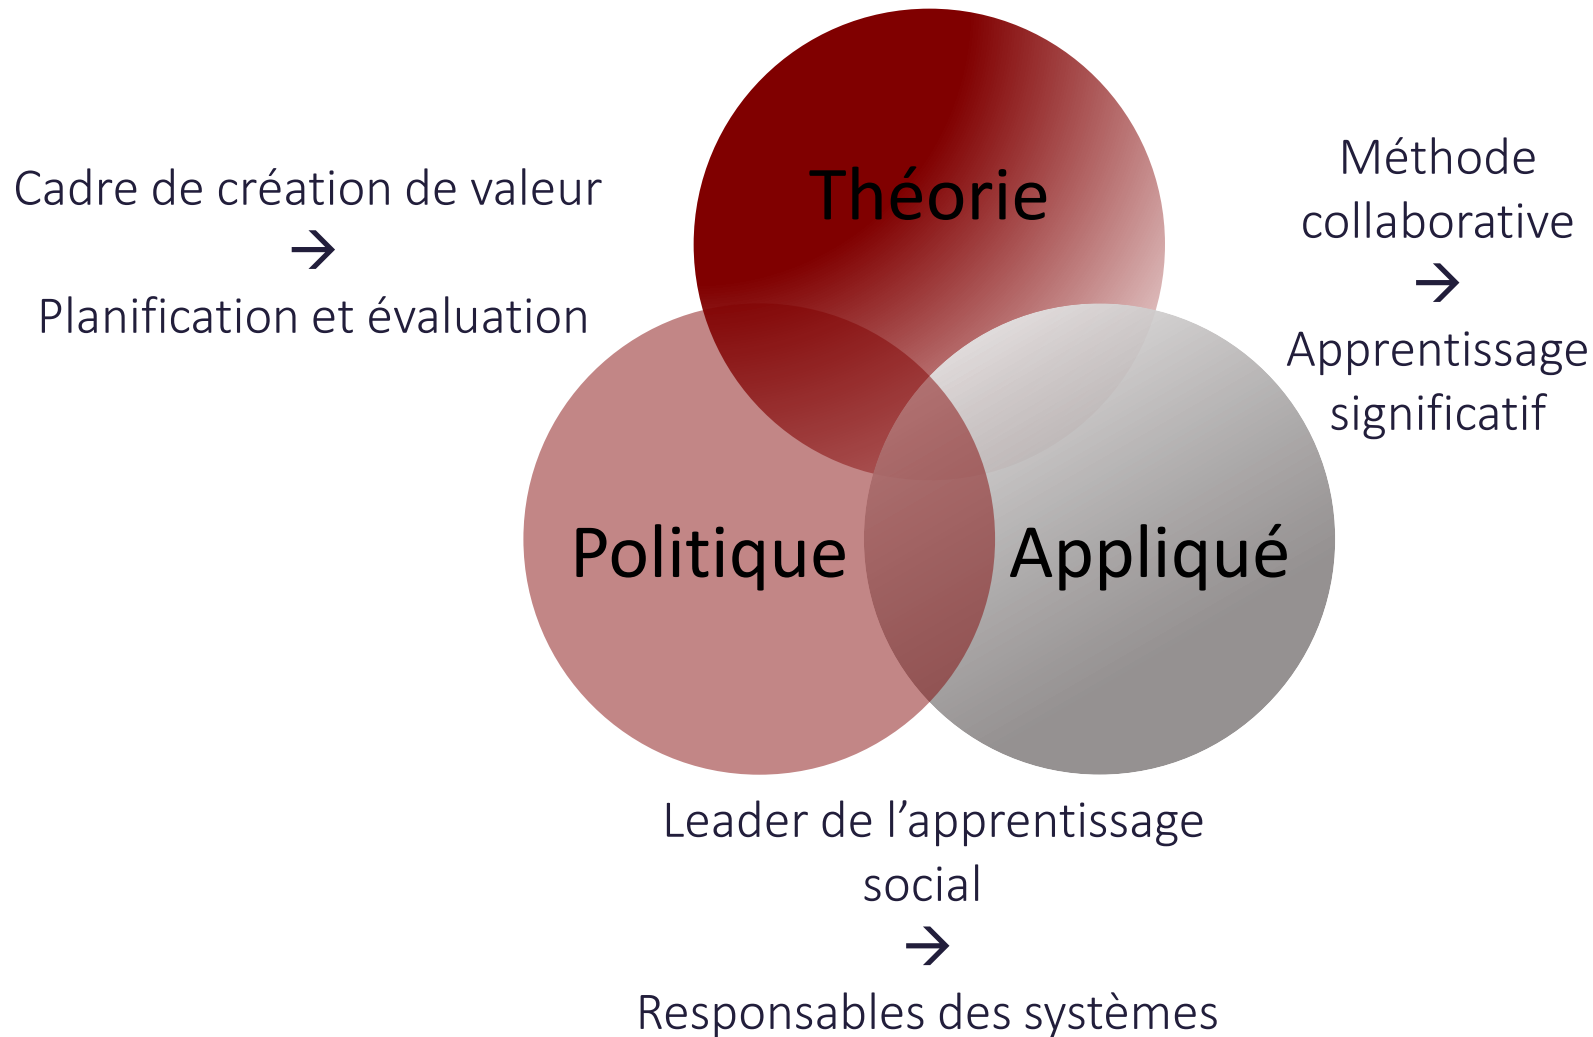 Cadre de création de valeur
→
Planification et évaluation
Théorie
Méthode
collaborative
→
Apprentissage
significatif
Politique
Appliqué
Leader de l’apprentissage
social
→
Responsables des systèmes